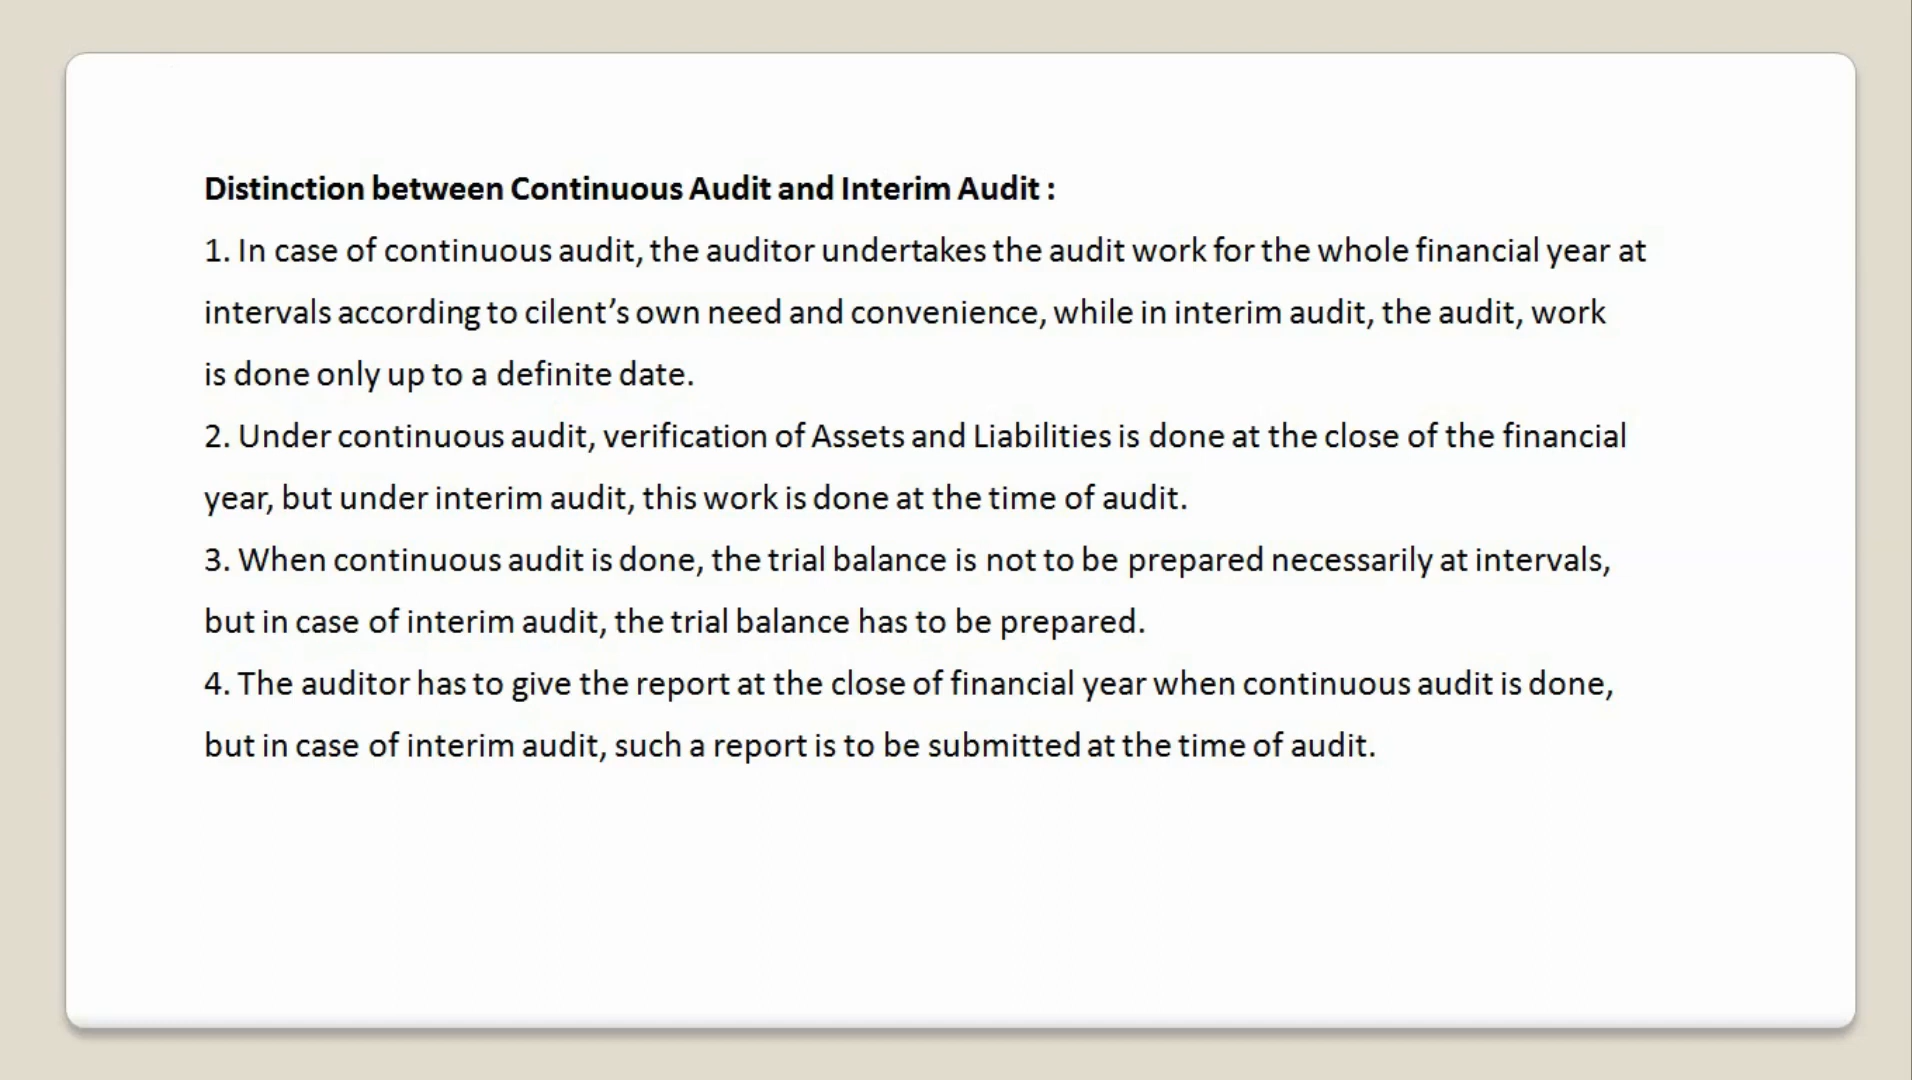 Distinction between Continuous Audit and Interim Audit :
1. In case of continuous audit, the auditor undertakes the audit work for the whole financial year at
intervals according to cilent’s own need and convenience, while in interim audit, the audit, work
is done only up to a definite date.
2. Under continuous audit, verification of Assets and Liabilities is done at the close of the financial
year, but under interim audit, this work is done at the time of audit.
3. When continuous audit is done, the trial balance is not to be prepared necessarily at intervals,
but in case of interim audit, the trial balance has to be prepared.
4. The auditor has to give the report at the close of financial year when continuous audit is done,
but in case of interim audit, such a report is to be submitted at the time of audit.